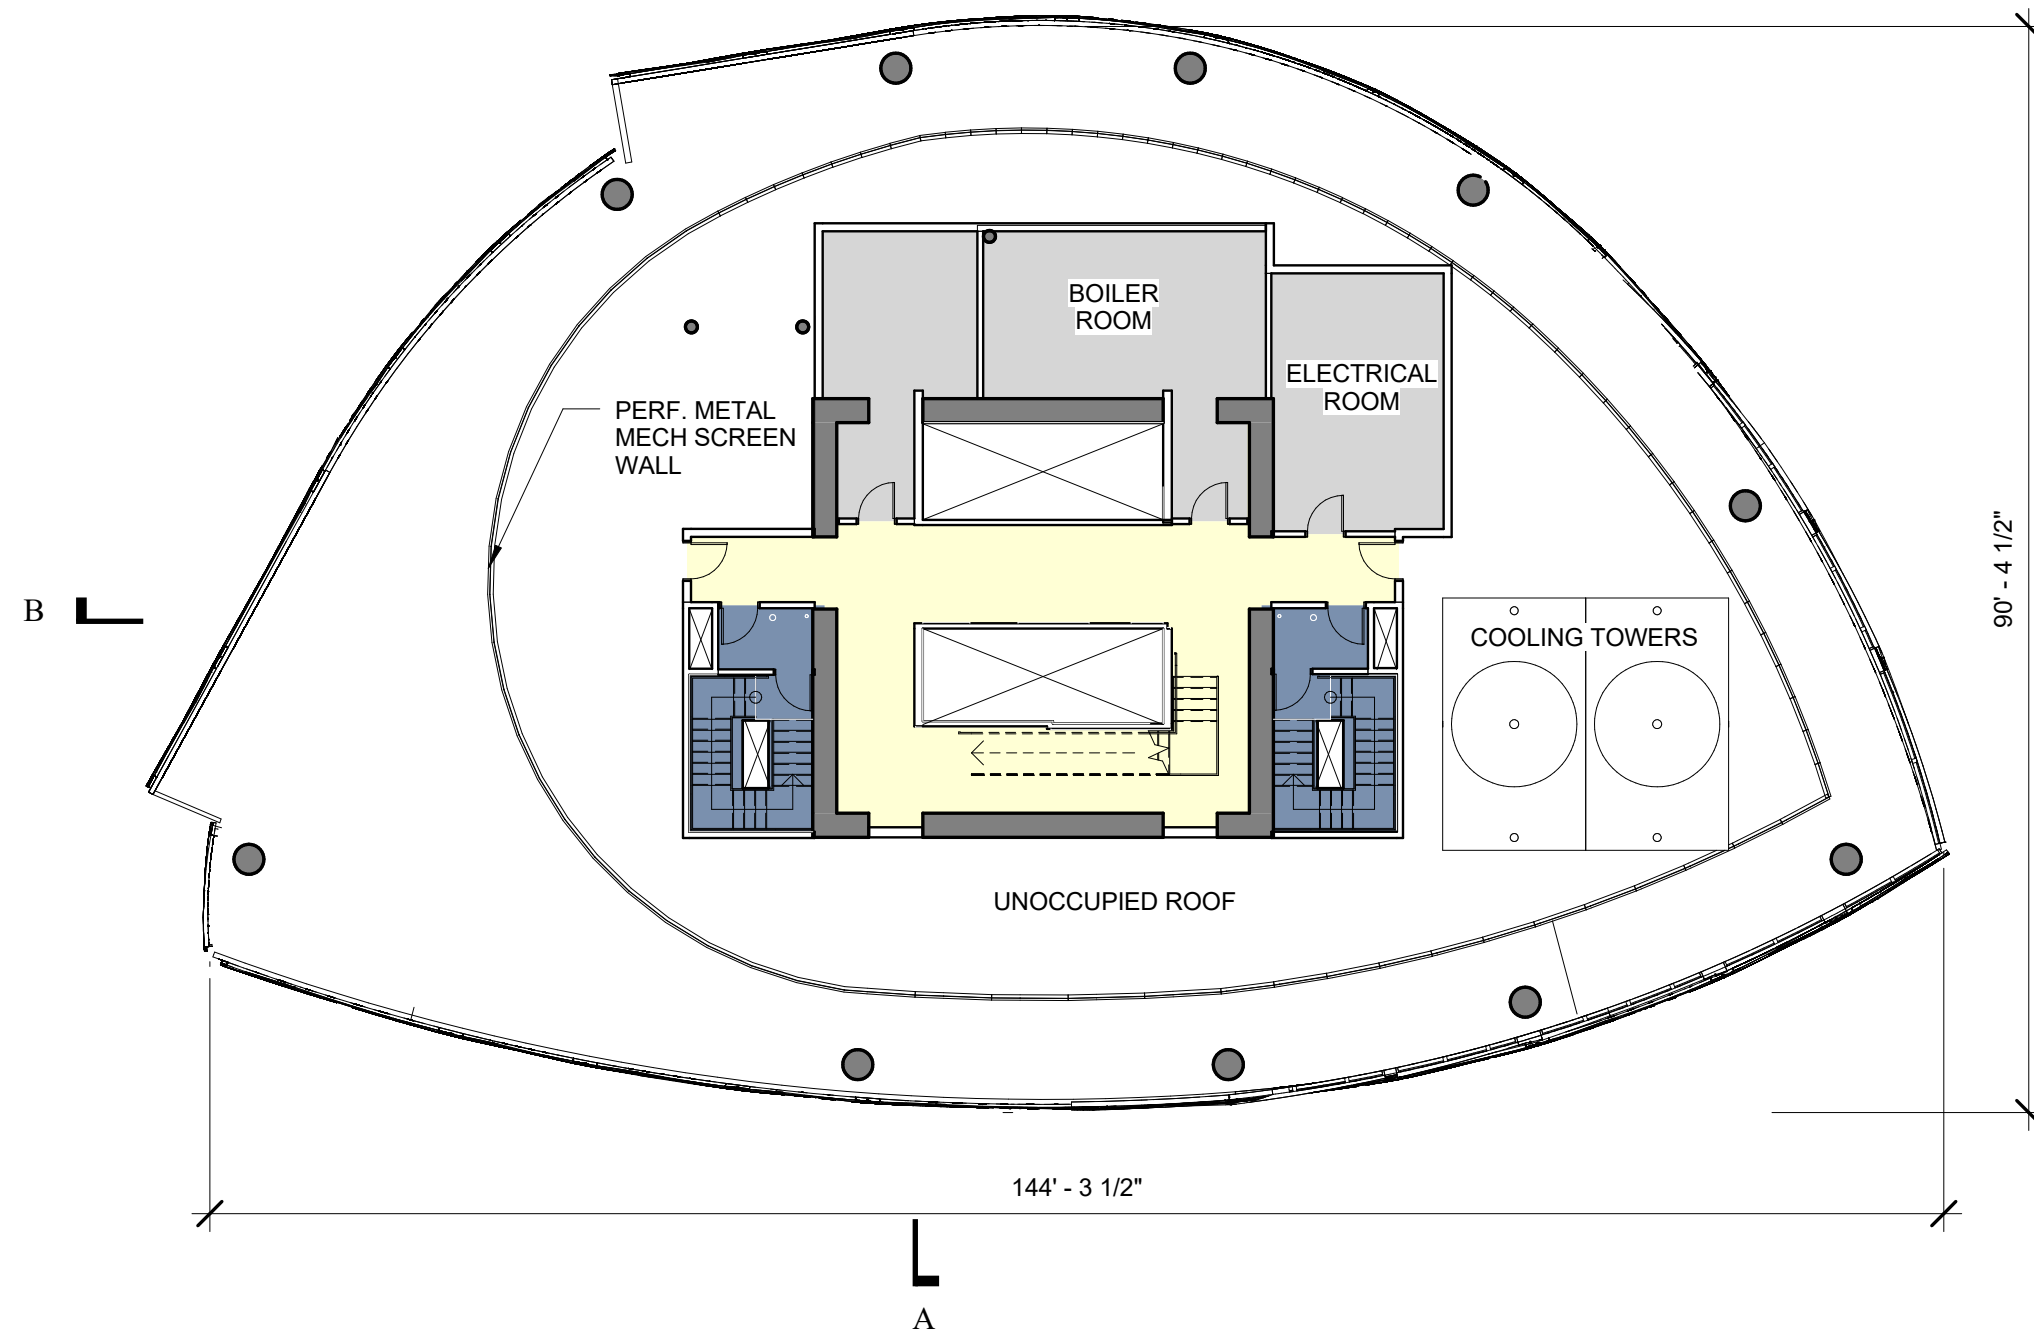 BOILER
ROOM
ELECTRICAL
ROOM
PERF. METAL
MECH SCREEN
WALL
90' - 4 1/2"
B
COOLING TOWERS
UNOCCUPIED ROOF
144' - 3 1/2"
A